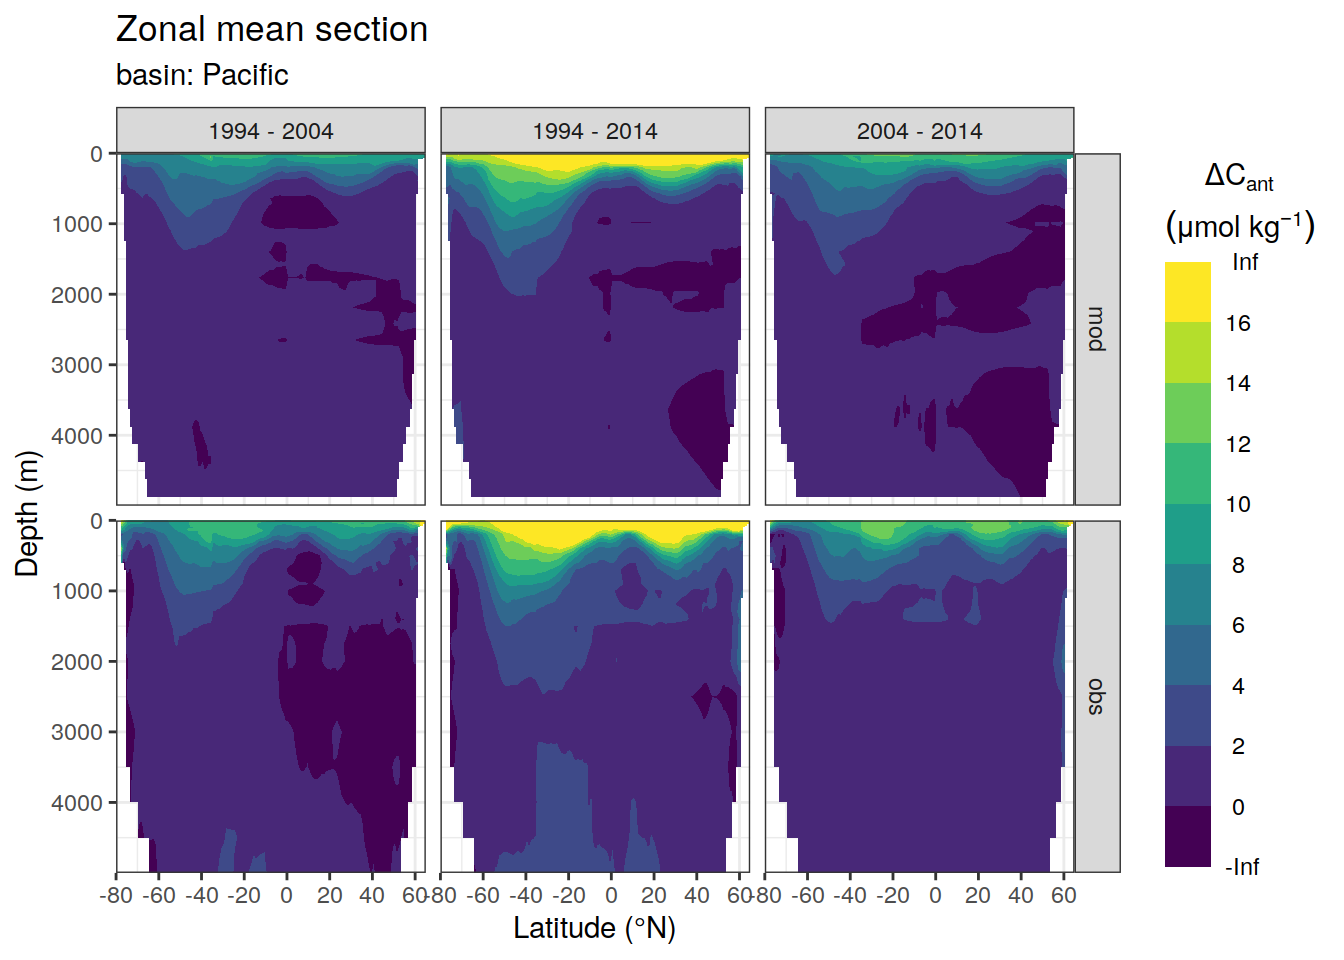 Zonal mean section
basin: Pacific
1994 - 2004
1994 - 2014
2004 - 2014
0
1000
2000
3000
4000
mod
0
1000
2000
3000
4000
obs
-80 -60 -40 -20 0 20 40 60
-80 -60 -40 -20 0 20 40 60
-80 -60 -40 -20 0 20 40 60
Latitude (°N)
Depth (m)
ΔCant
(μmol kg⁻¹)
Inf
16
14
12
10
8
6
4
2
0
-Inf